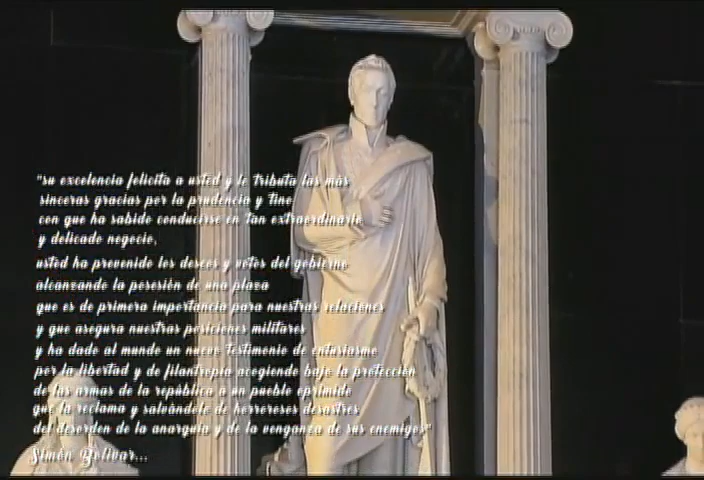 "su excelencia felicita a usted y le tributa las más
sinceras gracias por la prudencia y tino
con que ha sabido conducirse en tan extraordinario
y delicado negocio,
usted ha prevenido los deseos y votos del gobierno
alcanzando la posesión de una plaza
que es de primera importancia para nuestras relaciones
y que asegura nuestras posiciones militares
y ha dado al mundo un nuevo testimonio de entusiasmo
por la libertad y de filantropía acogiendo bajo la protección
de las armas de la república a un pueblo oprimido
que la reclama y salvándole de horrorosos desastres
del desorden de la anarquía y de la venganza de sus enemigos"
Simón Bolívar...